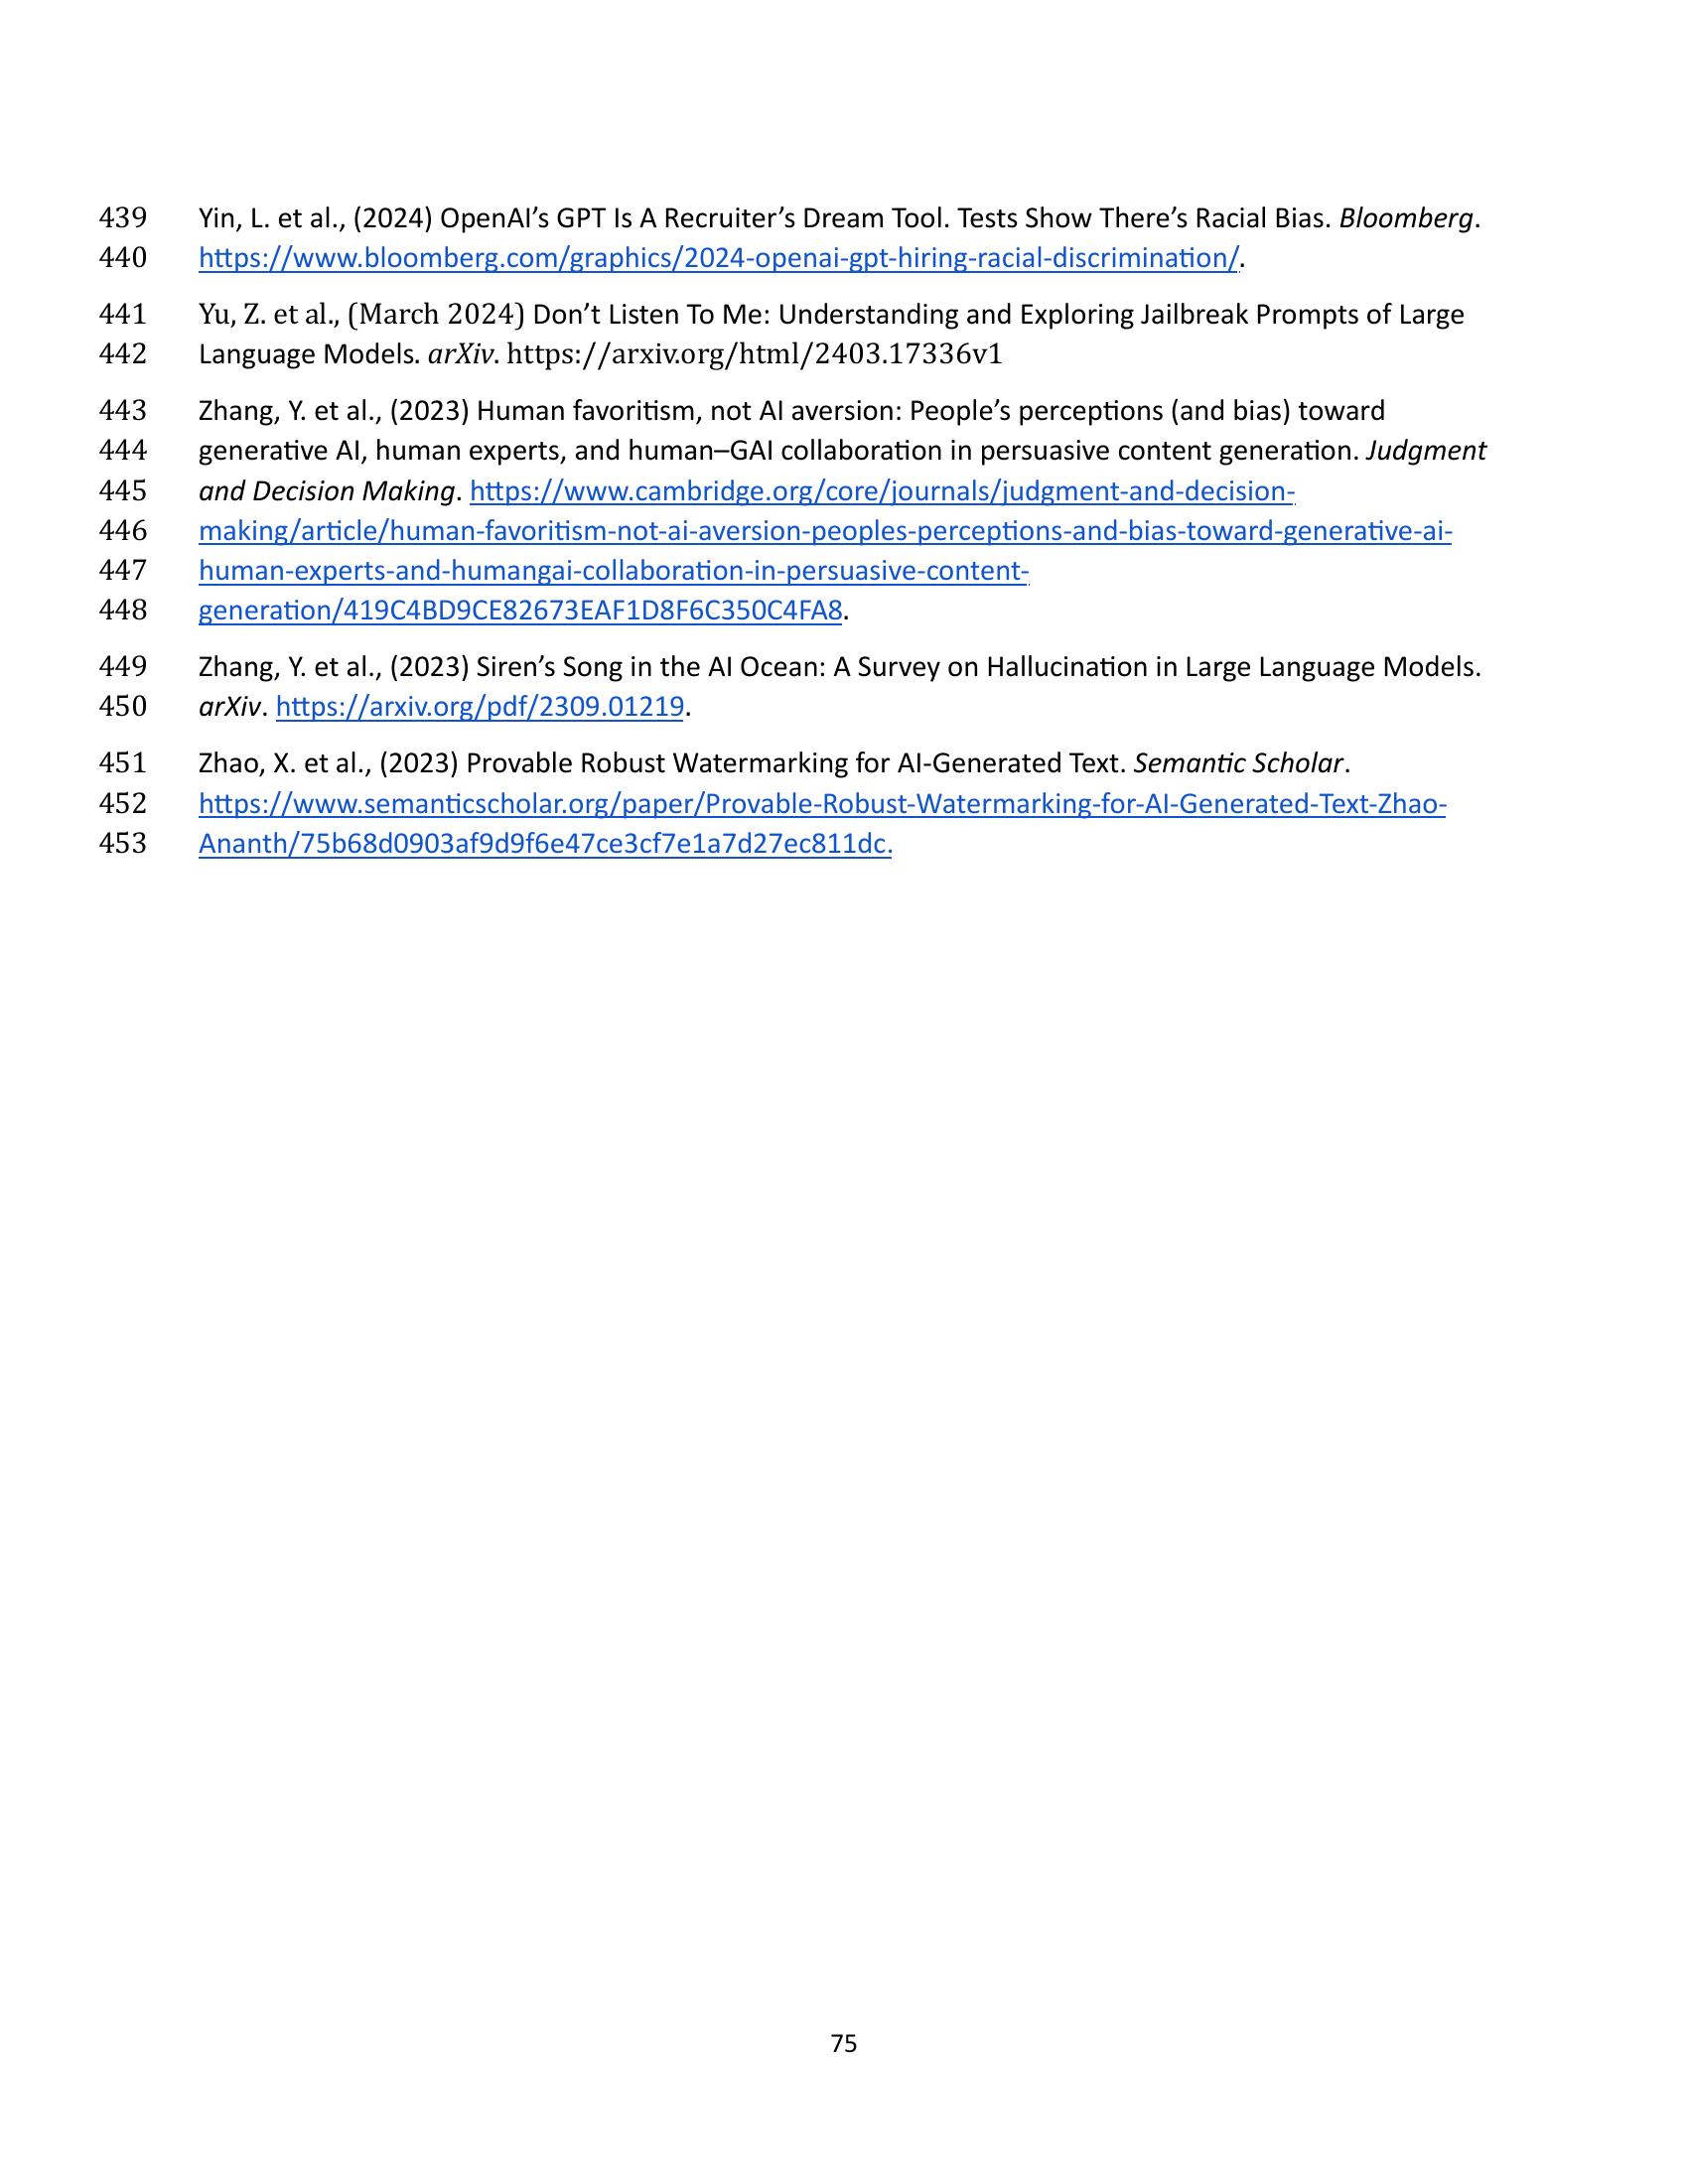 439 Yin, L. et al., (2024) OpenAI’s GPT Is A Recruiter’s Dream Tool. Tests Show There’s Racial Bias. Bloomberg.
440 https://www.bloomberg.com/graphics/2024-openai-gpt-hiring-racial-discrimination/.
441 Yu, Z. et al., (March 2024) Don’t Listen To Me: Understanding and Exploring Jailbreak Prompts of Large
442 Language Models. arXiv. https://arxiv.org/html/2403.17336v1
443 Zhang, Y. et al., (2023) Human favoritism, not AI aversion: People’s perceptions (and bias) toward
444 generative AI, human experts, and human–GAI collaboration in persuasive content generation. Judgment
445 and Decision Making. https://www.cambridge.org/core/journals/judgment-and-decision-
446 making/article/human-favoritism-not-ai-aversion-peoples-perceptions-and-bias-toward-generative-ai-
447 human-experts-and-humangai-collaboration-in-persuasive-content-
448 generation/419C4BD9CE82673EAF1D8F6C350C4FA8.
449 Zhang, Y. et al., (2023) Siren’s Song in the AI Ocean: A Survey on Hallucination in Large Language Models.
450 arXiv. https://arxiv.org/pdf/2309.01219.
451 Zhao, X. et al., (2023) Provable Robust Watermarking for AI-Generated Text. Semantic Scholar.
452 https://www.semanticscholar.org/paper/Provable-Robust-Watermarking-for-AI-Generated-Text-Zhao-
453 Ananth/75b68d0903af9d9f6e47ce3cf7e1a7d27ec811dc.
75